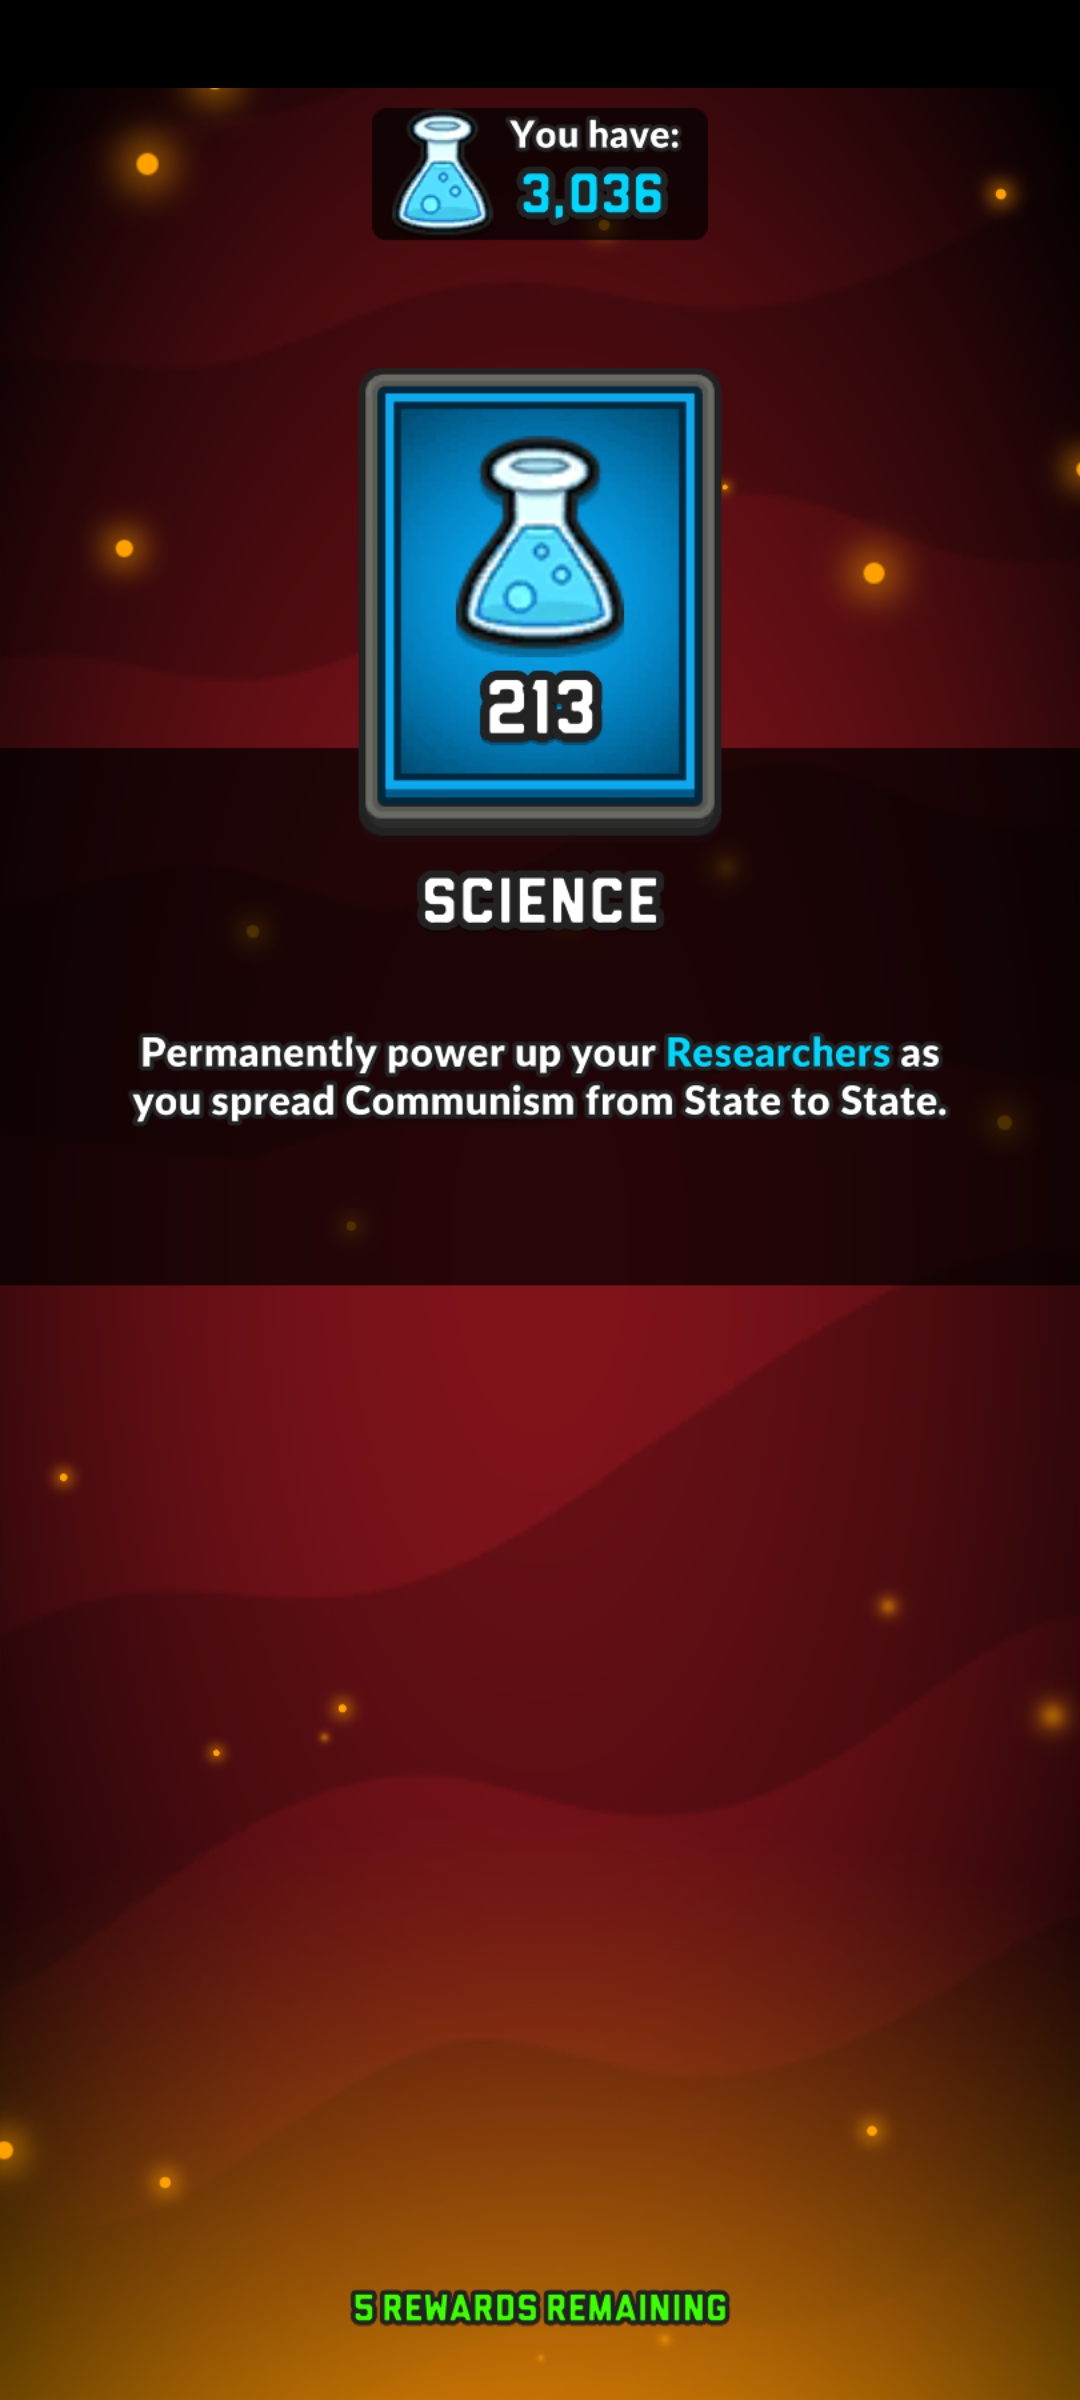 You have:
3,036
213
SCIENCE
Permanently power up your Researchers as
you spread Communism from State to State.
5 REWARDS REMAINING